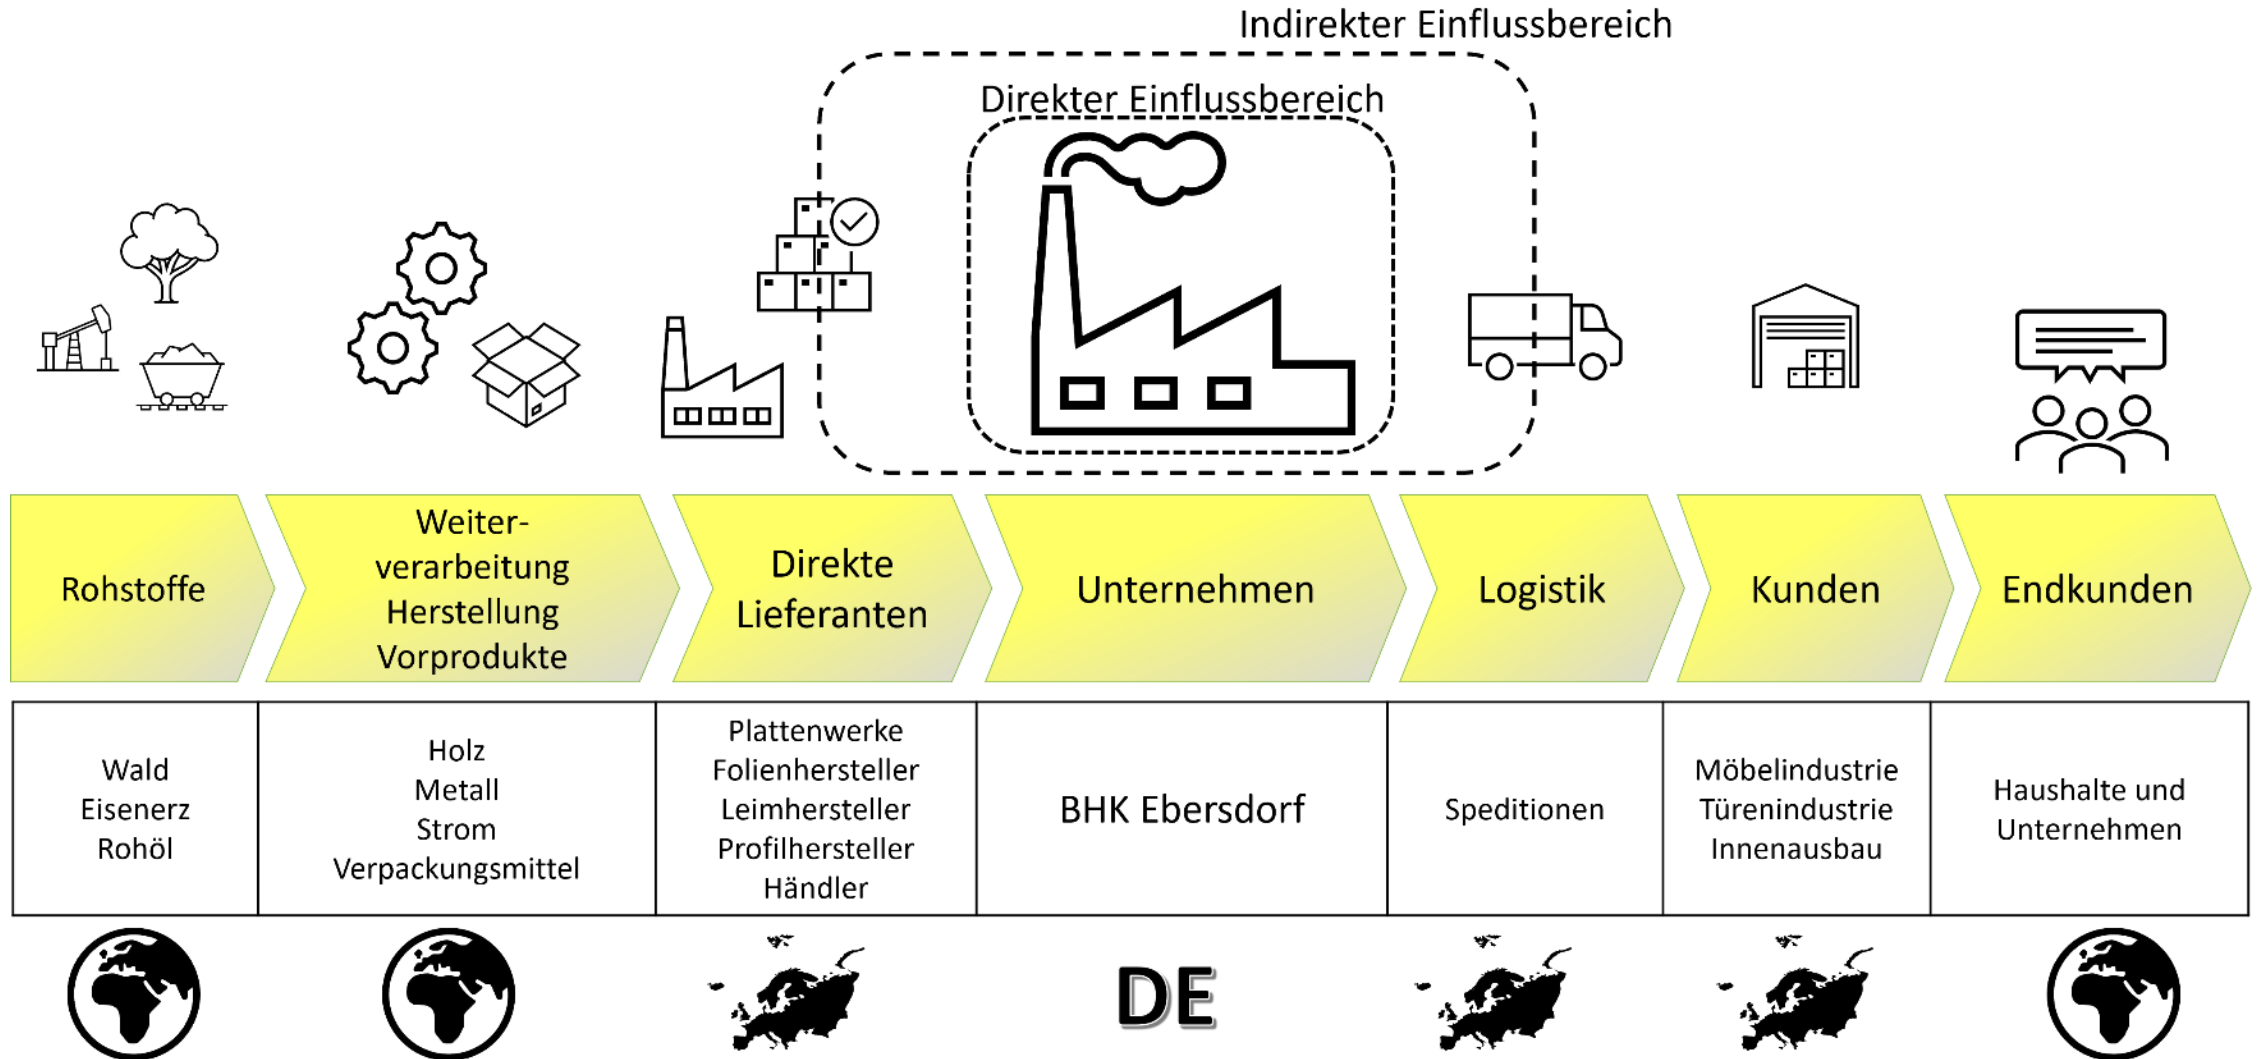 Indirekter Einflussbereich
Direkter Einflussbereich
Rohstoffe
Weiter-
verarbeitung
Herstellung
Vorprodukte
Direkte
Lieferanten
Unternehmen
Logistik
Kunden
Endkunden
Wald
Eisenerz
Rohöl
Holz
Metall
Strom
Verpackungsmittel
Plattenwerke
Folienhersteller
Leimhersteller
Profilhersteller
Händler
BHK Ebersdorf
Speditionen
Möbelindustrie
Türenindustrie
Innenausbau
Haushalte und
Unternehmen
DE